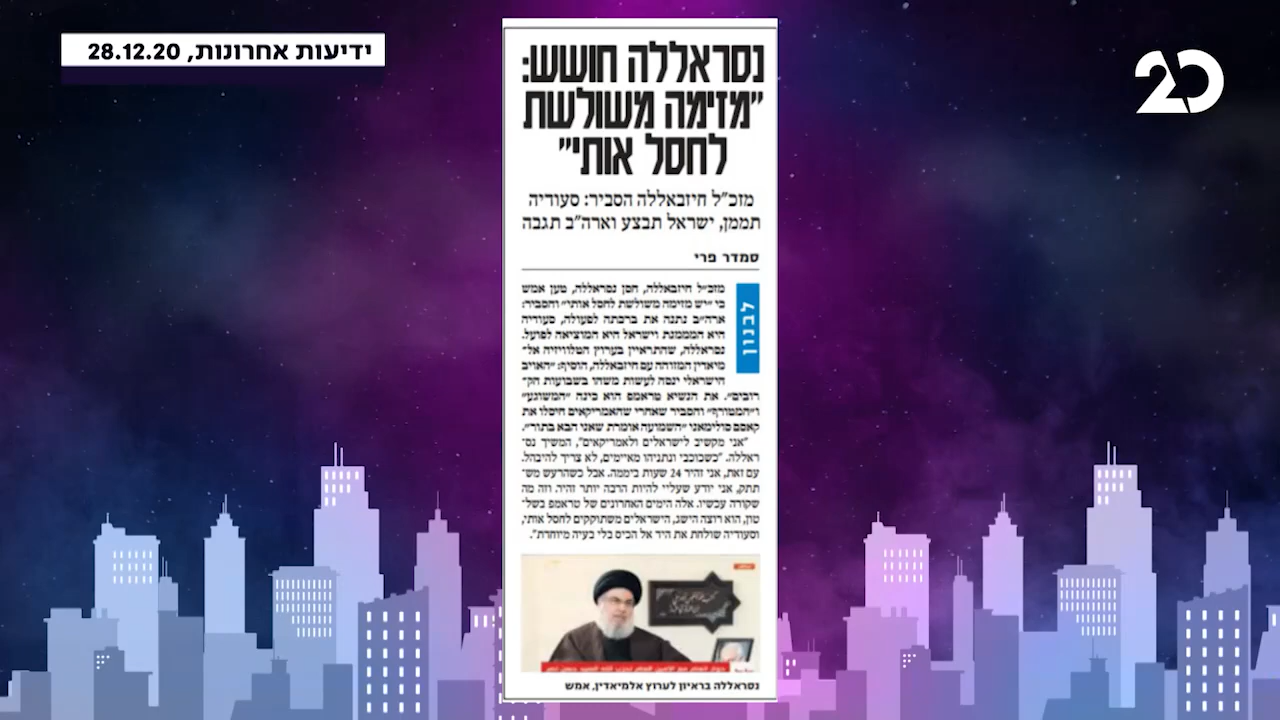 ידיעות אחרונות, 28.12.20
20
נסראללה חושש:
"מזימה משולשת
לחסל אותי"
מזכ"ל חיזבאללה הסביר: סעודיה
תממן, ישראל תבצע וארה"ב תגבה
סמדר פרי
לבנון
מזכ"ל חיזבאללה, חסן נסראללה, טען אמש
כי "יש מזימה משולשת לחסל אותי" והסביר:
ארה"ב נתנה את ברכתה לפעולה, סעודיה
היא המממנת וישראל היא המוציאה לפועל.
נסראללה, שהתראיין בערוץ הטלוויזיה אל־
מיאדין המזוהה עם חיזבאללה, הוסיף: "האויב
הישראלי ינסה לעשות משהו בשבועות הק־
רובים". את הנשיא טראמפ הוא כינה "המשוגע"
ו"המטורף" והסביר שאחרי שהאמריקאים חיסלו את
קאסם סולימאני "השמועה אומרת שאני הבא בתור".
"אני מקשיב לישראלים ולאמריקאים", המשיך נס־
ראללה. "כשכוכבי ונתניהו מאיימים, לא צריך להיבהל.
עם זאת, אני זהיר 24 שעות ביממה. אבל כשהרעש מש־
תתק, אני יודע שעליי להיות הרבה יותר זהיר. וזה מה
שקורה עכשיו. אלה הימים האחרונים של טראמפ בשל־
טון, הוא רוצה הישג, הישראלים משתוקקים לחסל אותי,
וסעודיה שולחת את היד אל הכיס בלי בעיה מיוחדת".
נסראללה בראיון לערוץ אלמיאדין, אמש